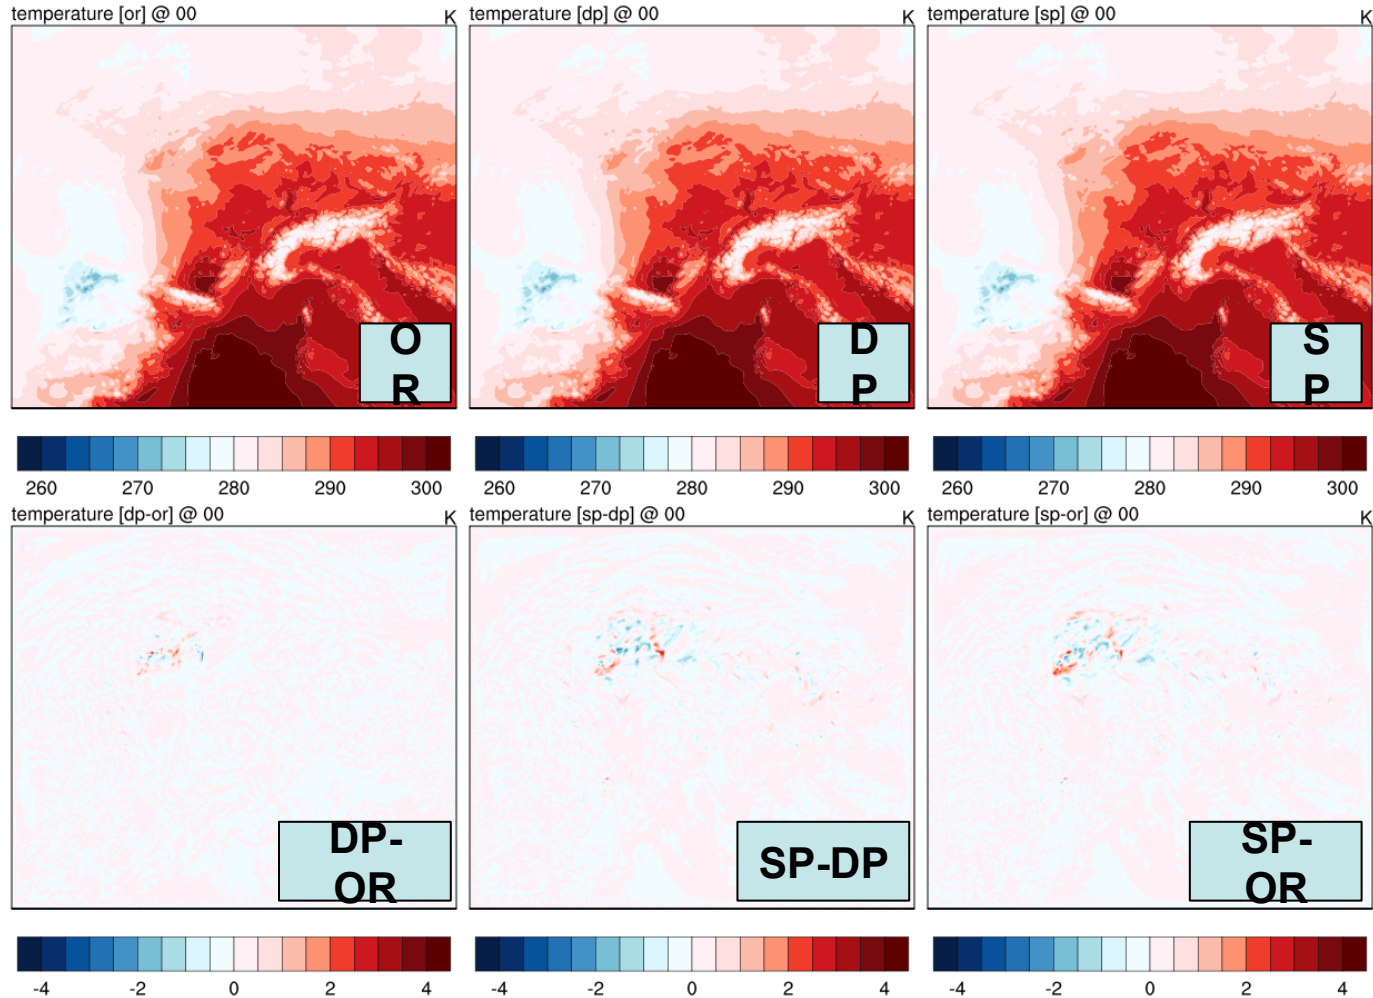 temperature [or] @ 00 K
temperature [dp] @ 00 K
temperature [sp] @ 00 K
O
R
D
P
S
P
260 270 280 290 300
260 270 280 290 300
260 270 280 290 300
temperature [dp-or] @ 00 K
temperature [sp-dp] @ 00 K
temperature [sp-or] @ 00 K
DP-
OR
SP-DP
SP-
OR
-4 -2 0 2 4
-4 -2 0 2 4
-4 -2 0 2 4